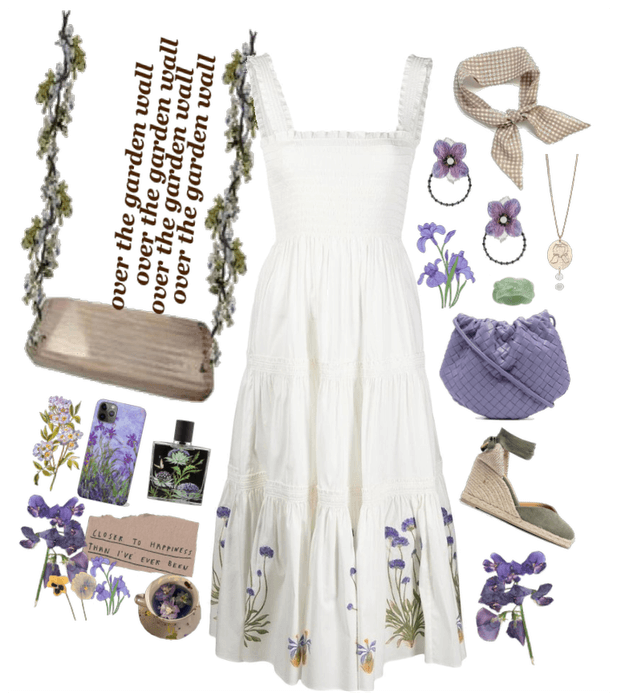 over the garden wall
over the garden wall
over the garden wall
over the garden wall
CLOSER TO HAPPINESS
THAN I'VE EVER BEEN